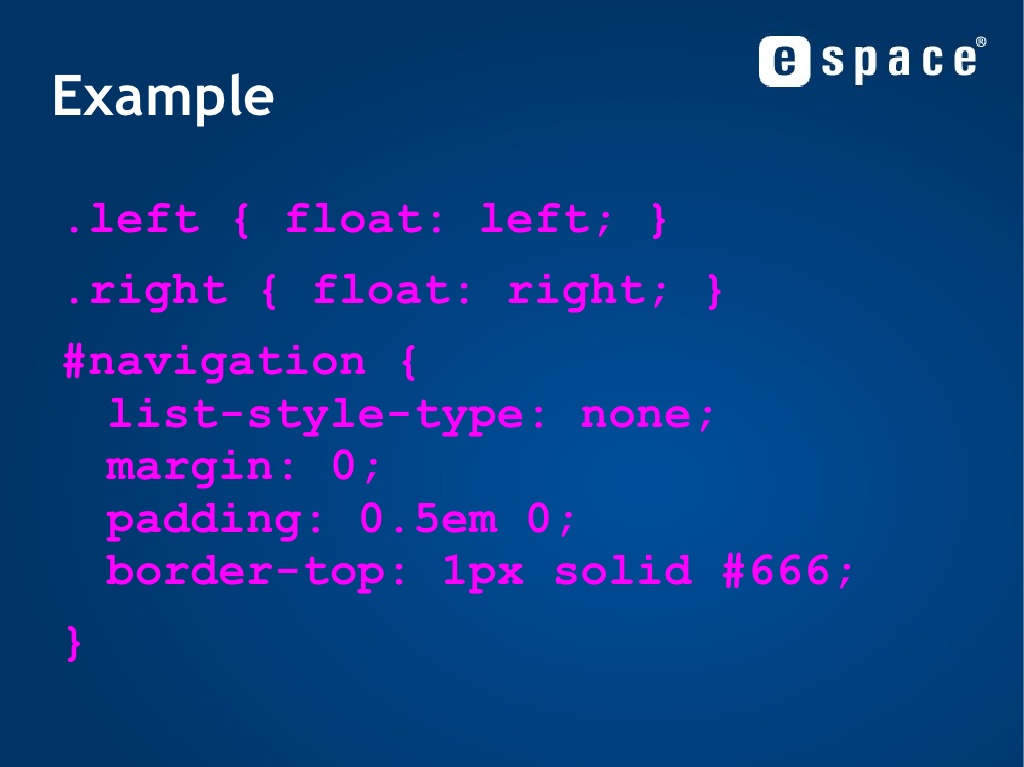 espace®
Example
.left { float: left; }
.right { float: right; }
#navigation {
list-style-type: none;
margin: 0;
padding: 0.5em 0;
border-top: 1px solid #666;
}